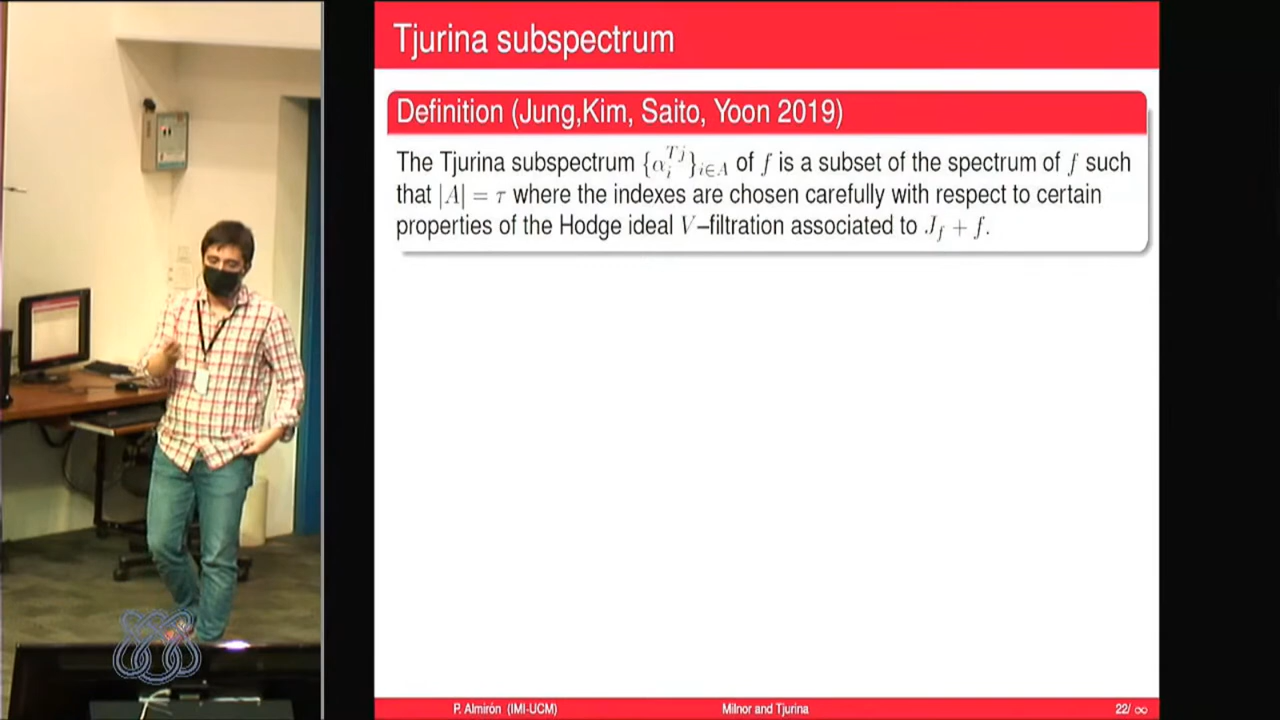 Tjurina subspectrum
Definition (Jung,Kim, Saito, Yoon 2019)
The Tjurina subspectrum {α_i^{Tj}}_{i∈A} of f is a subset of the spectrum of f such
that |A| = τ where the indexes are chosen carefully with respect to certain
properties of the Hodge ideal V–filtration associated to J_f + f.
P. Almirón (IMI-UCM) Milnor and Tjurina 22/ ∞